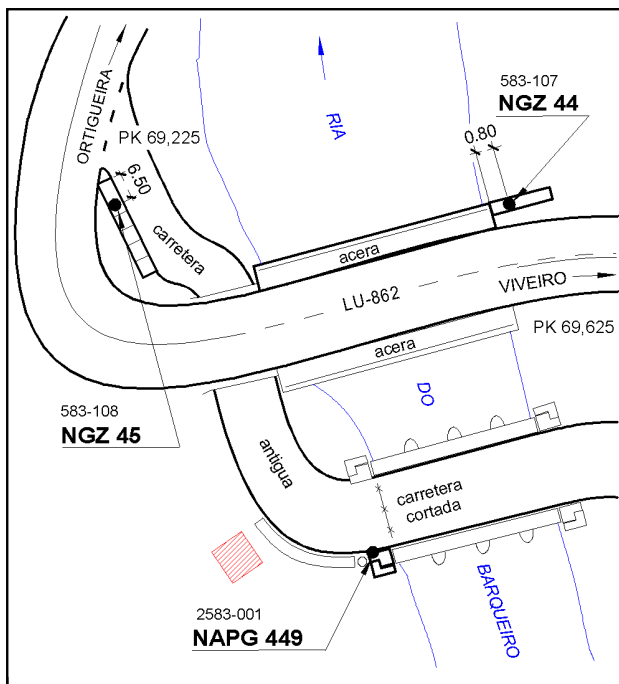 583-107
NGZ 44
ORTIGUEIRA
RIA
PK 69,225
0.80
6.50
carretera
acera
LU-862
VIVEIRO
PK 69,625
acera
583-108
NGZ 45
DO
antigua
carretera
cortada
2583-001
NAPG 449
BARQUEIRO